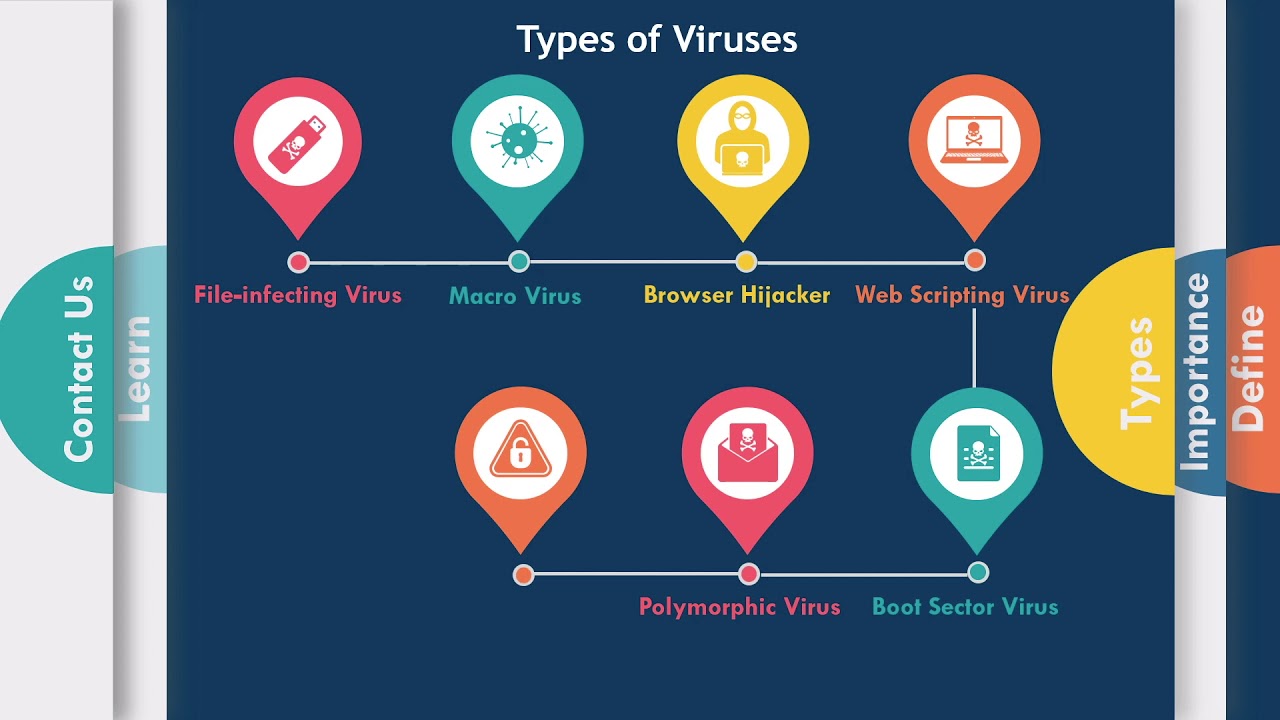 Types of Viruses
File-infecting Virus
Macro Virus
Browser Hijacker
Web Scripting Virus
Polymorphic Virus
Boot Sector Virus
Contact Us
Learn
Types
Importance
Define